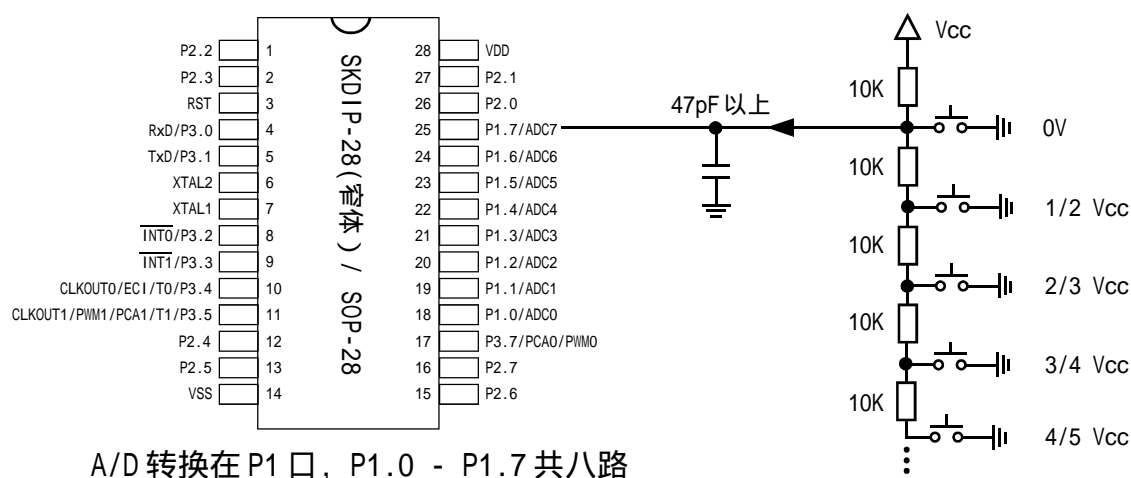 P2.2 1
P2.3 2
RST 3
RxD/P3.0 4
TxD/P3.1 5
XTAL2 6
XTAL1 7
INT0/P3.2 8
INT1/P3.3 9
CLKOUT0/ECI/T0/P3.4 10
CLKOUT1/PWM1/PCA1/T1/P3.5 11
P2.4 12
P2.5 13
VSS 14
SKDIP-28(窄体) / SOP-28
28 VDD
27 P2.1
26 P2.0
25 P1.7/ADC7
24 P1.6/ADC6
23 P1.5/ADC5
22 P1.4/ADC4
21 P1.3/ADC3
20 P1.2/ADC2
19 P1.1/ADC1
18 P1.0/ADC0
17 P3.7/PCA0/PWM0
16 P2.7
15 P2.6
47pF以上
Vcc
10K
0V
10K
1/2 Vcc
10K
2/3 Vcc
10K
3/4 Vcc
10K
4/5 Vcc
A/D转换在P1口, P1.0 - P1.7共八路